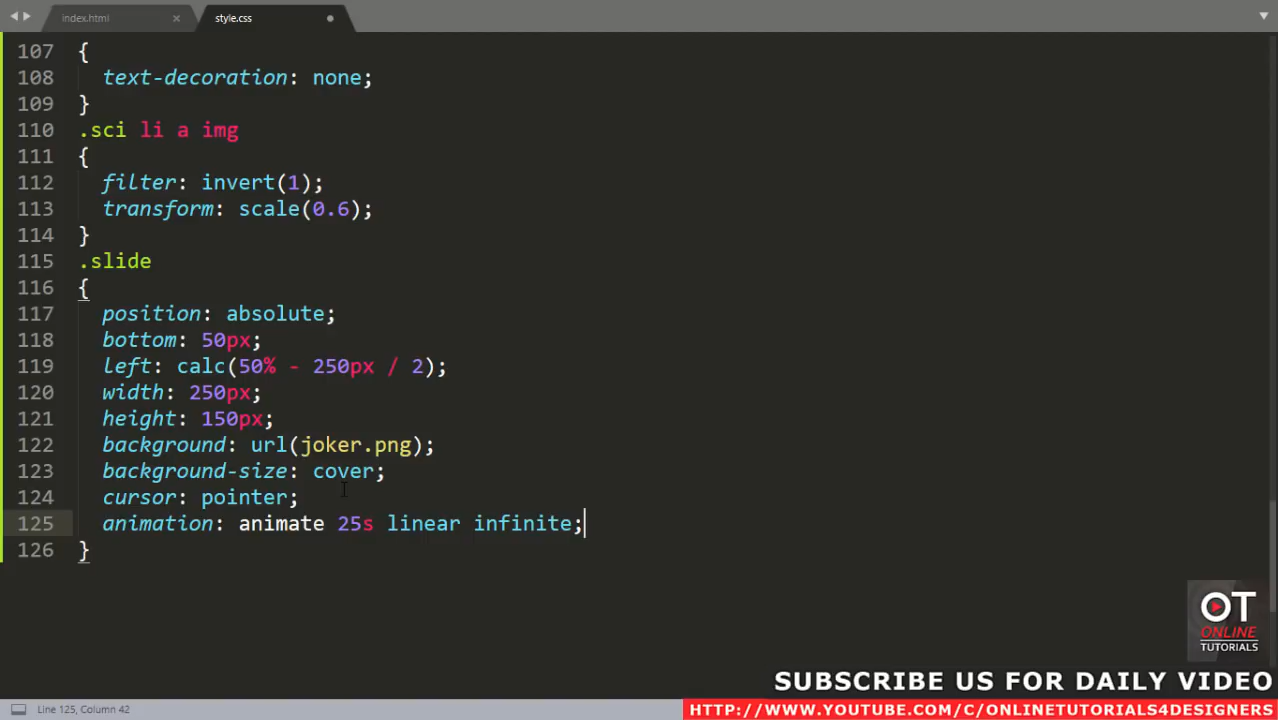 index.html
style.css
107 {
108 text-decoration: none;
109 }
110 .sci li a img
111 {
112 filter: invert(1);
113 transform: scale(0.6);
114 }
115 .slide
116 {
117 position: absolute;
118 bottom: 50px;
119 left: calc(50% - 250px / 2);
120 width: 250px;
121 height: 150px;
122 background: url(joker.png);
123 background-size: cover;
124 cursor: pointer;
125 animation: animate 25s linear infinite;
126 }
OT
ONLINE
TUTORIALS
SUBSCRIBE US FOR DAILY VIDEO
Line 125, Column 42
HTTP://WWW.YOUTUBE.COM/C/ONLINETUTORIALS4DESIGNERS